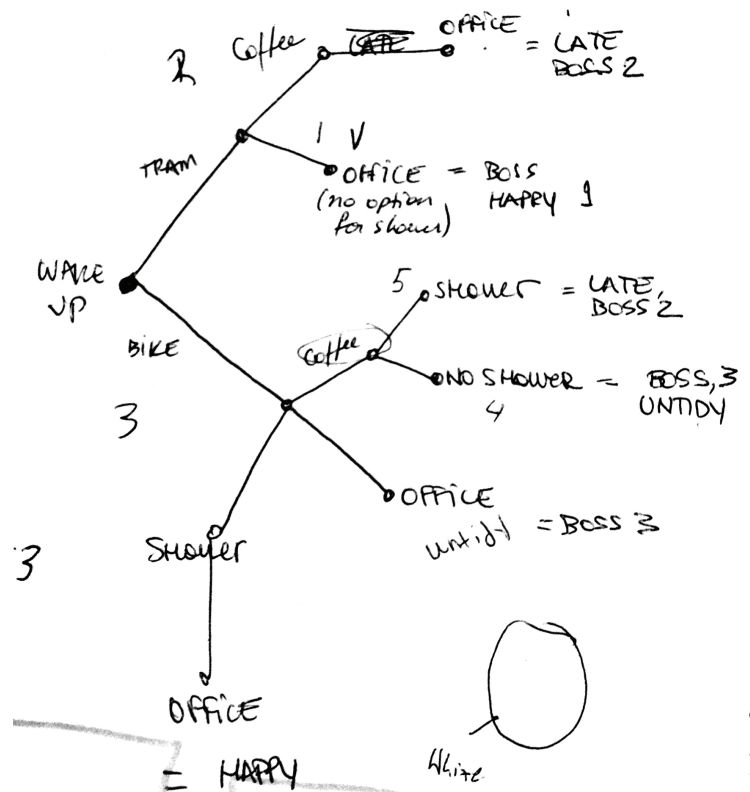 OFFICE
Coffee
= LATE
BOSS 2
2
1 V
TRAM
OFFICE = BOSS
(no option HAPPY 1
for shower)
WAKE
UP
5 SHOWER = LATE,
BOSS 2
BIKE
Coffee
NO SHOWER = BOSS, 3
4 UNTIDY
3
OFFICE
untidy = BOSS 3
SHOWER
3
OFFICE
= HAPPY
White